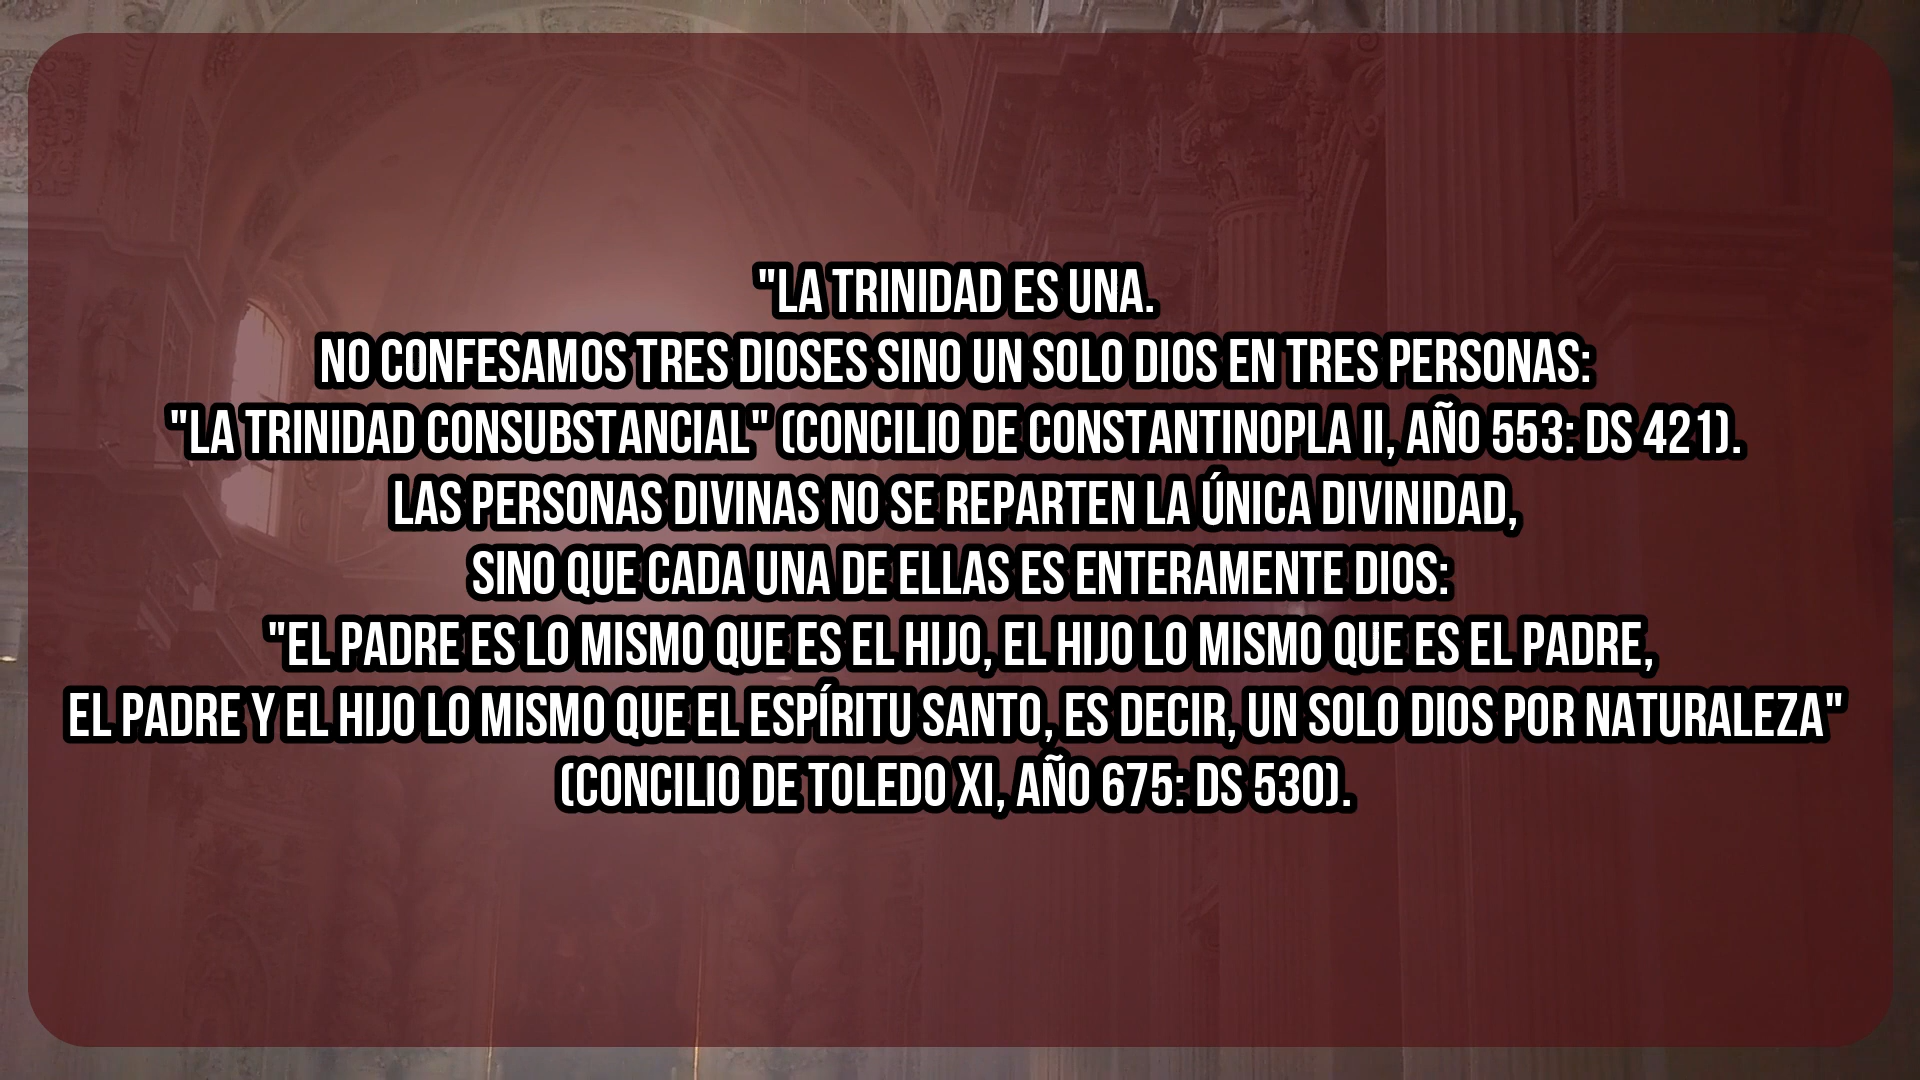 "LA TRINIDAD ES UNA.
NO CONFESAMOS TRES DIOSES SINO UN SOLO DIOS EN TRES PERSONAS:
"LA TRINIDAD CONSUBSTANCIAL" (CONCILIO DE CONSTANTINOPLA II, AÑO 553: DS 421).
LAS PERSONAS DIVINAS NO SE REPARTEN LA ÚNICA DIVINIDAD,
SINO QUE CADA UNA DE ELLAS ES ENTERAMENTE DIOS:
"EL PADRE ES LO MISMO QUE ES EL HIJO, EL HIJO LO MISMO QUE ES EL PADRE,
EL PADRE Y EL HIJO LO MISMO QUE EL ESPÍRITU SANTO, ES DECIR, UN SOLO DIOS POR NATURALEZA"
(CONCILIO DE TOLEDO XI, AÑO 675: DS 530).